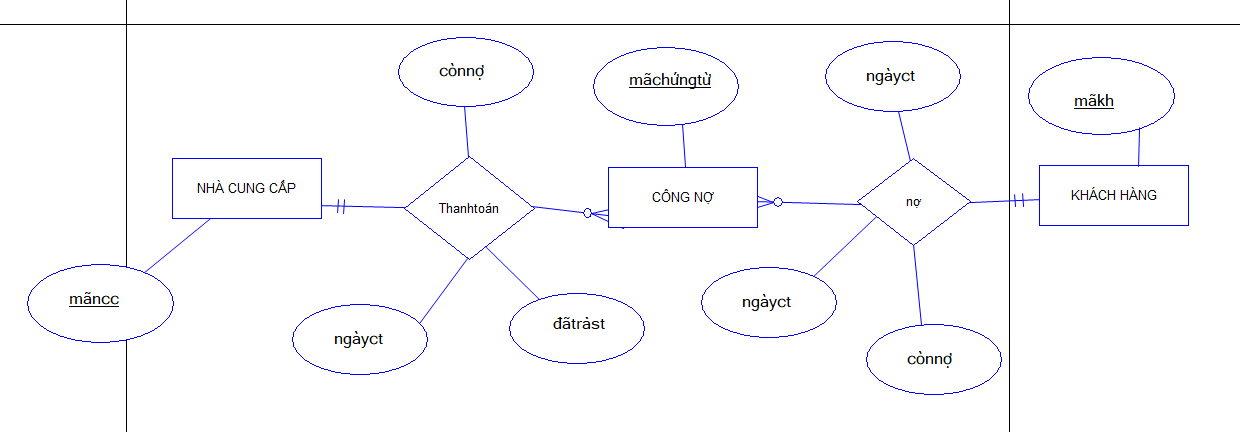 cònnợ
mãchứngtừ
ngàyct
mãkh
NHÀ CUNG CẤP
Thanhtoán
CÔNG NỢ
nợ
KHÁCH HÀNG
mãncc
ngàyct
đãtrảst
ngàyct
cònnợ